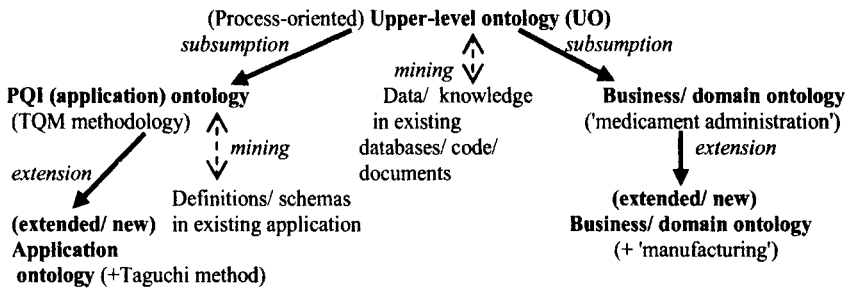 (Process-oriented) Upper-level ontology (UO)
subsumption
subsumption
mining
PQI (application) ontology
(TQM methodology)
Data/ knowledge
in existing
databases/ code/
documents
Business/ domain ontology
('medicament administration')
mining
extension
extension
Definitions/ schemas
in existing application
(extended/ new)
Application
ontology (+Taguchi method)
(extended/ new)
Business/ domain ontology
(+ 'manufacturing')